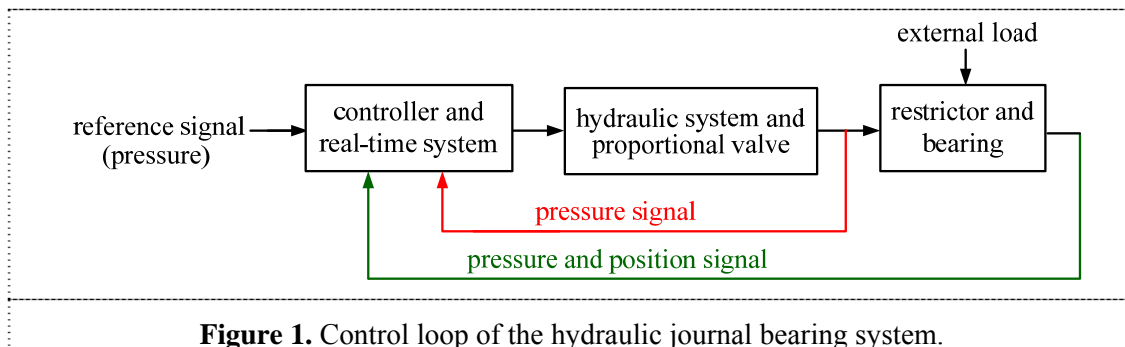 external load
reference signal
(pressure)
controller and
real-time system
hydraulic system and
proportional valve
restrictor and
bearing
pressure signal
pressure and position signal
Figure 1. Control loop of the hydraulic journal bearing system.